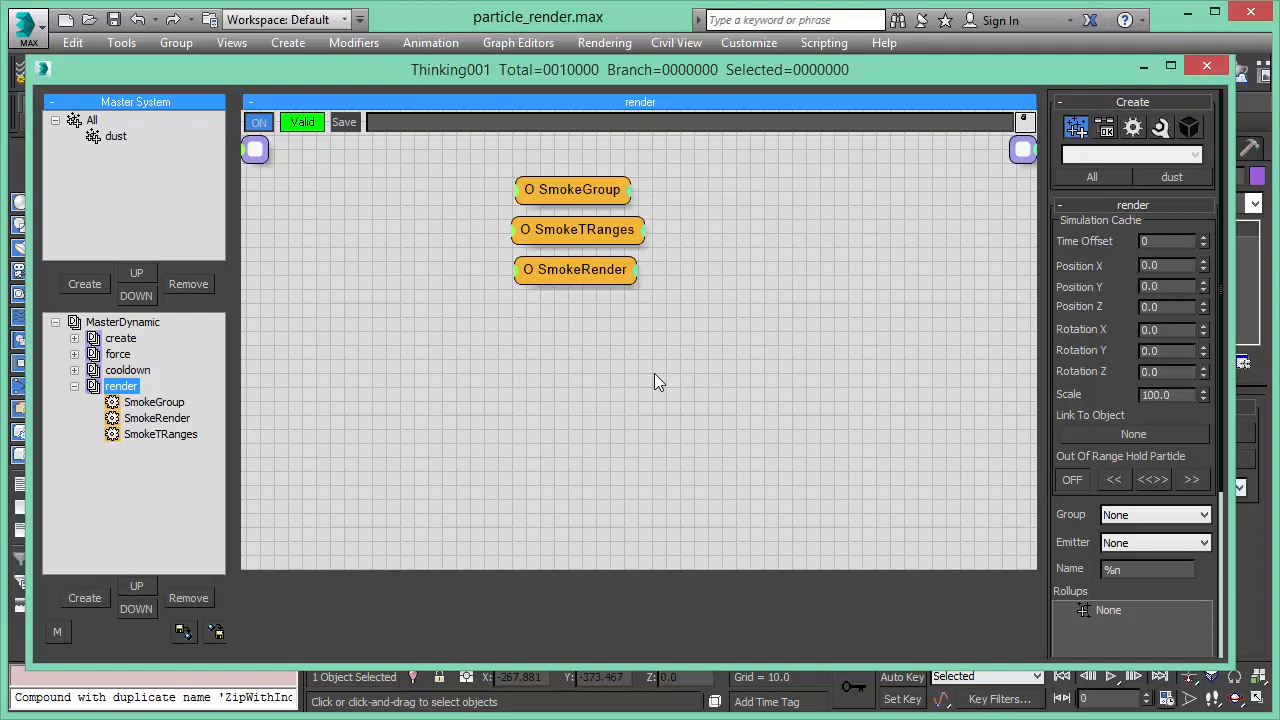 MAX
Workspace: Default
particle_render.max
Type a keyword or phrase
Sign In
Edit Tools Group Views Create Modifiers Animation Graph Editors Rendering Civil View Customize Scripting Help
Thinking001 Total=0010000 Branch=0000000 Selected=0000000
- Master System
- render
- Create
All
dust
ON Valid Save
All dust
O SmokeGroup
O SmokeTRanges
O SmokeRender
Create UP DOWN Remove
MasterDynamic
create
force
cooldown
render
SmokeGroup
SmokeRender
SmokeTRanges
Create UP DOWN Remove
M
- render
Simulation Cache
Time Offset 0
Position X 0.0
Position Y 0.0
Position Z 0.0
Rotation X 0.0
Rotation Y 0.0
Rotation Z 0.0
Scale 100.0
Link To Object
None
Out Of Range Hold Particle
OFF << <<>> >>
Group None
Emitter None
Name %n
Rollups
None
1 Object Selected X: -267.881 Y: -373.467 Z: 0.0 Grid = 10.0 Auto Key Selected
Compound with duplicate name 'ZipWithInd
Click or click-and-drag to select objects Add Time Tag Set Key Key Filters... 0